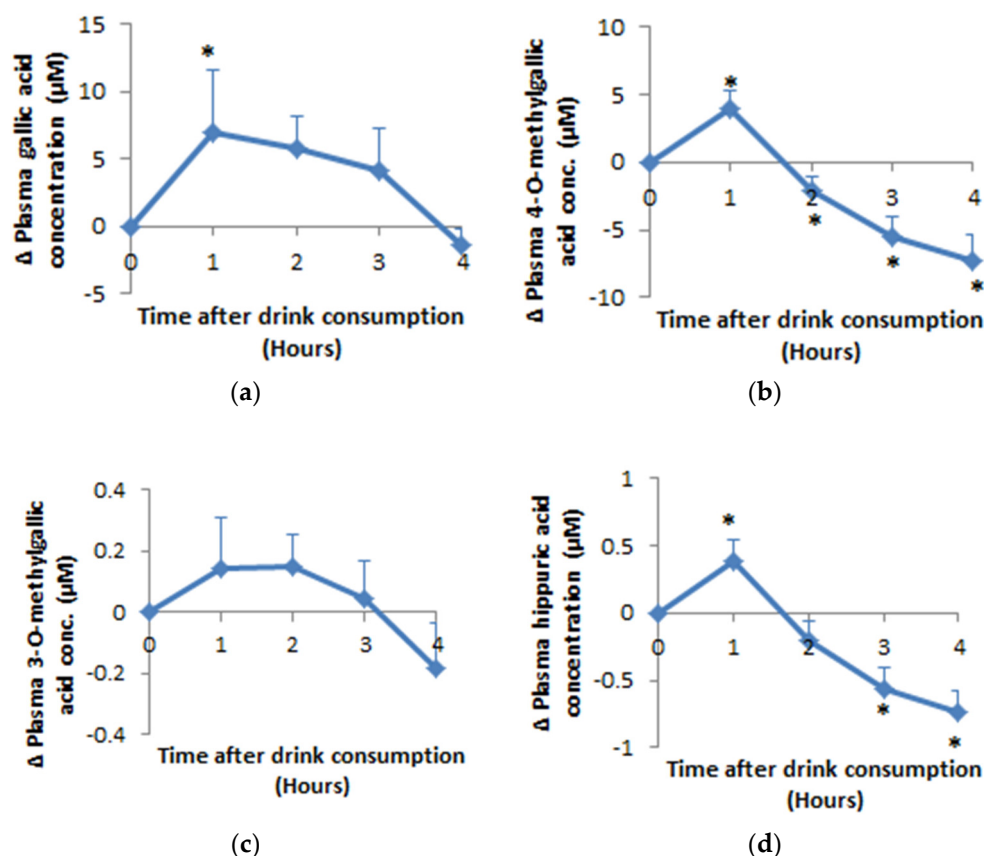 Δ Plasma gallic acid
concentration (μM)
15
10
5
0
-5
*
0 1 2 3 4
Time after drink consumption
(Hours)
(a)
Δ Plasma 4-O-methylgallic
acid conc. (μM)
10
5
0
-5
-10
*
0 1 2 3 4
*
*
*
Time after drink consumption
(Hours)
(b)
Δ Plasma 3-O-methylgallic
acid conc. (μM)
0.4
0.2
0
-0.2
-0.4
0 1 2 3 4
Time after drink consumption
(Hours)
(c)
Δ Plasma hippuric acid
concentration (μM)
1
0.5
0
-0.5
-1
*
0 1 2 3 4
*
*
Time after drink consumption
(Hours)
(d)